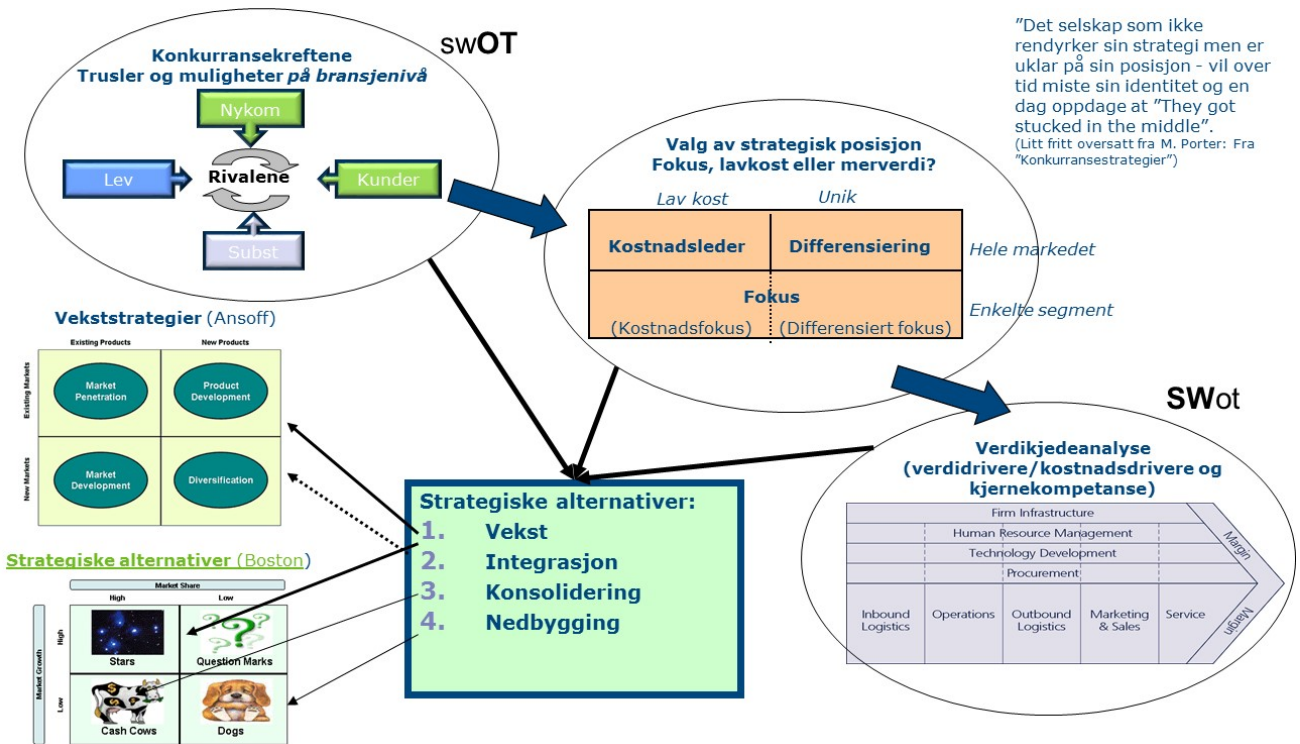 swOT
Konkurransekreftene
Trusler og muligheter på bransjenivå
Nykom
Lev
Rivalene
Kunder
Subst
"Det selskap som ikke
rendyrker sin strategi men er
uklar på sin posisjon - vil over
tid miste sin identitet og en
dag oppdage at "They got
stucked in the middle".
(Litt fritt oversatt fra M. Porter: Fra
"Konkurransestrategier")
Valg av strategisk posisjon
Fokus, lavkost eller merverdi?
Lav kost
Unik
Kostnadsleder
Differensiering
Hele markedet
Fokus
(Kostnadsfokus)
(Differensiert fokus)
Enkelte segment
Vekststrategier (Ansoff)
Existing Products
New Products
Existing Markets
Market
Penetration
Product
Development
New Markets
Market
Development
Diversification
SWot
Verdikjedeanalyse
(verdidrivere/kostnadsdrivere og
kjernekompetanse)
Firm Infrastructure
Human Resource Management
Technology Development
Procurement
Inbound
Logistics
Operations
Outbound
Logistics
Marketing
& Sales
Service
Margin
Margin
Strategiske alternativer:
1. Vekst
2. Integrasjon
3. Konsolidering
4. Nedbygging
Strategiske alternativer (Boston)
Market Share
High
Low
Market Growth
High
Low
Stars
Question Marks
Cash Cows
Dogs